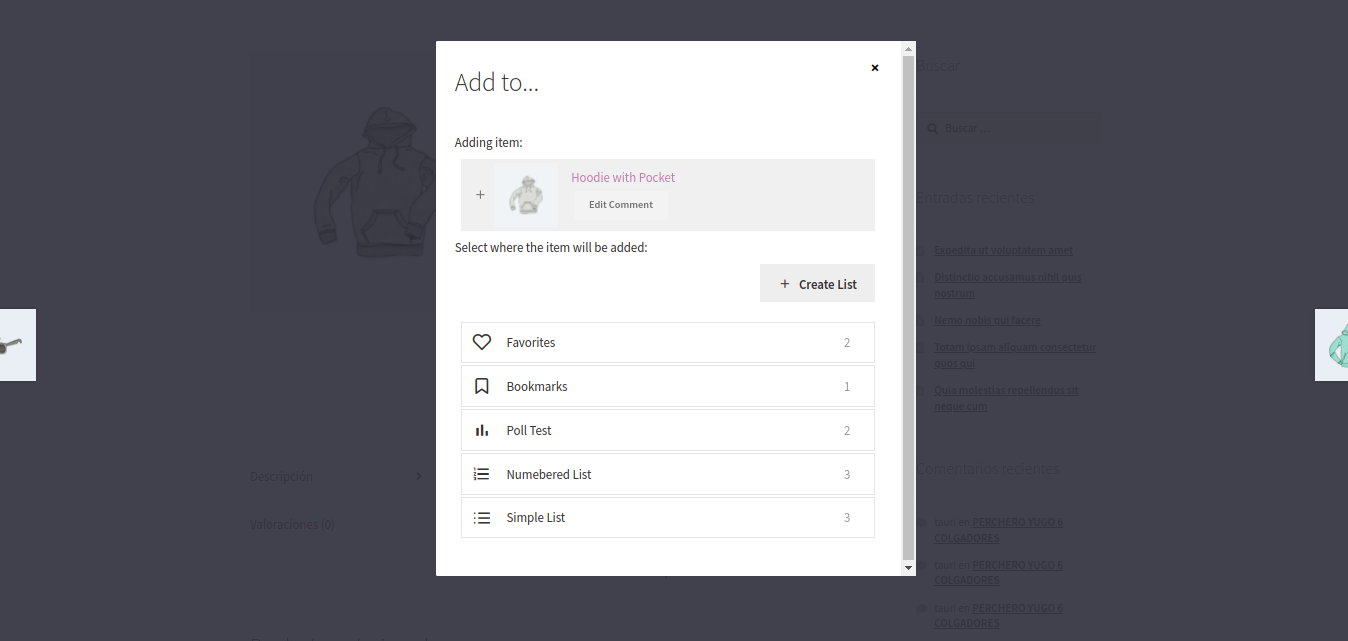 Add to...
Adding item:
Hoodie with Pocket
Edit Comment
Select where the item will be added:
+ Create List
Favorites 2
Bookmarks 1
Poll Test 2
Numebered List 3
Simple List 3
Descripción
Valoraciones (0)
Buscar
Buscar …
Entradas recientes
Expedita ut voluptatem amet
Distinctio accusamus nihil quis
nostrum
Nemo nobis qui facere
Totam ipsam aliquam consectetur
quos qui
Quia molestias repellendus sit
neque cum
Comentarios recientes
tauri en PERCHERO YUGO 6
COLGADORES
tauri en PERCHERO YUGO 6
COLGADORES
tauri en PERCHERO YUGO 6
COLGADORES